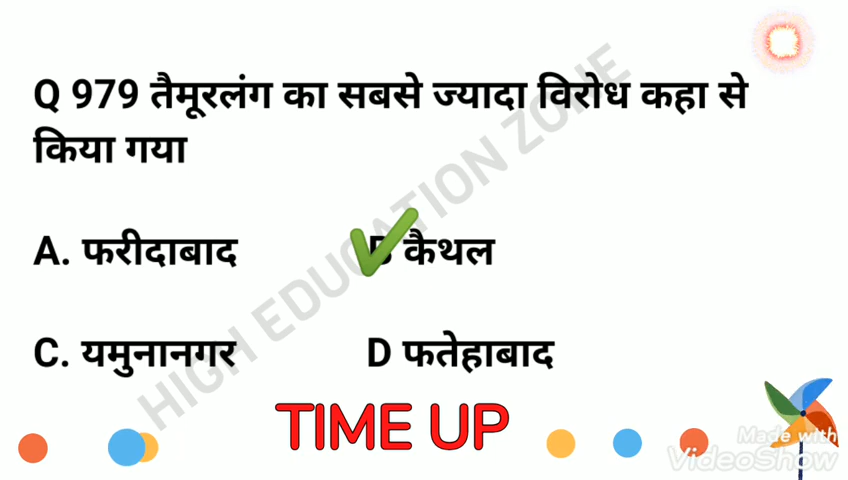 Q 979 तैमूरलंग का सबसे ज्यादा विरोध कहा से
किया गया
A. फरीदाबाद
B कैथल
C. यमुनानगर
D फतेहाबाद
TIME UP
HIGH EDUCATION ZONE
Made with
VideoShow